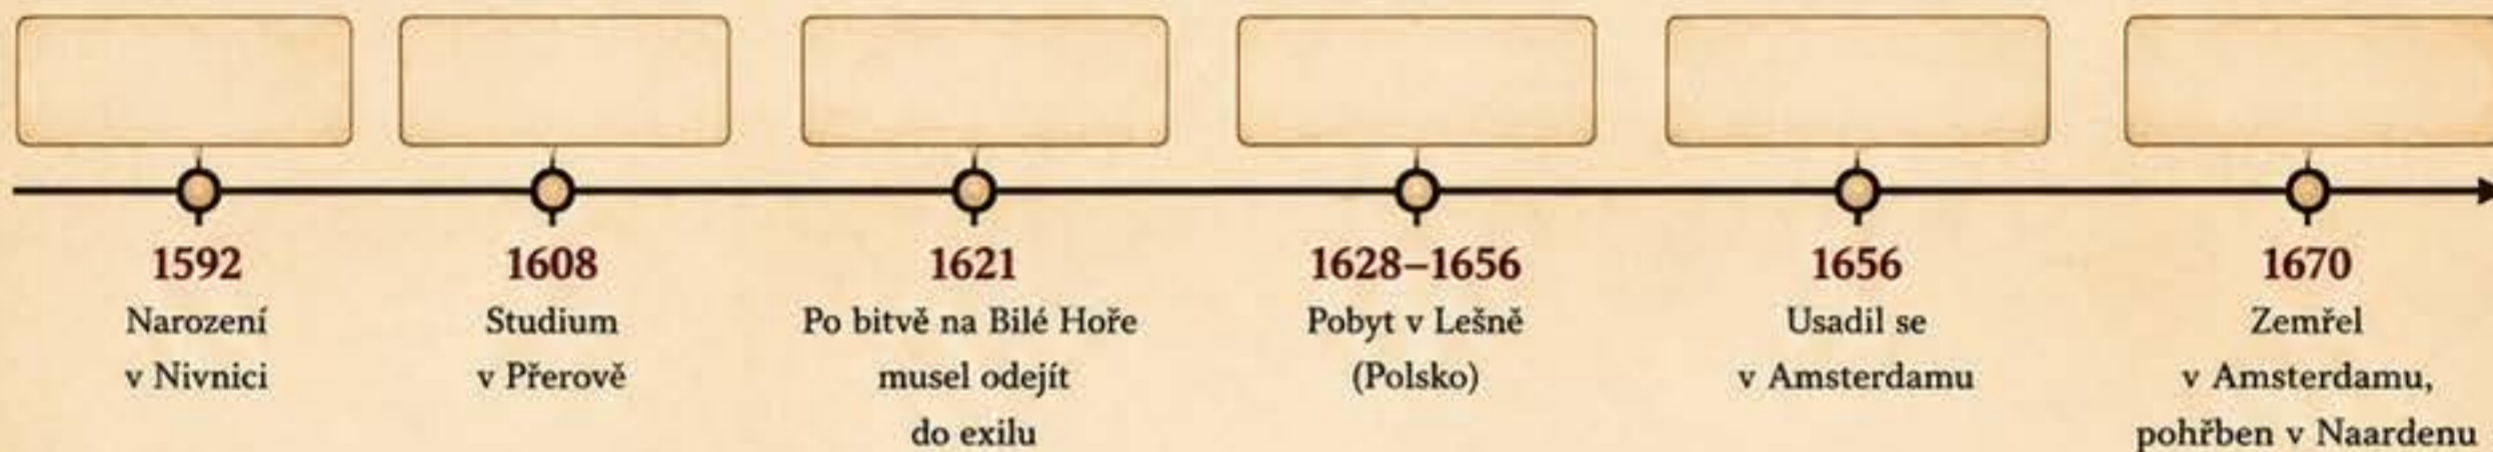 1592
Narození
v Nivnici
1608
Studium
v Přerově
1621
Po bitvě na Bilé Hoře
musel odejít
do exilu
1628–1656
Pobyt v Lešně
(Polsko)
1656
Usadil se
v Amsterdamu
1670
Zemřel
v Amsterdamu,
pohřben v Naardenu